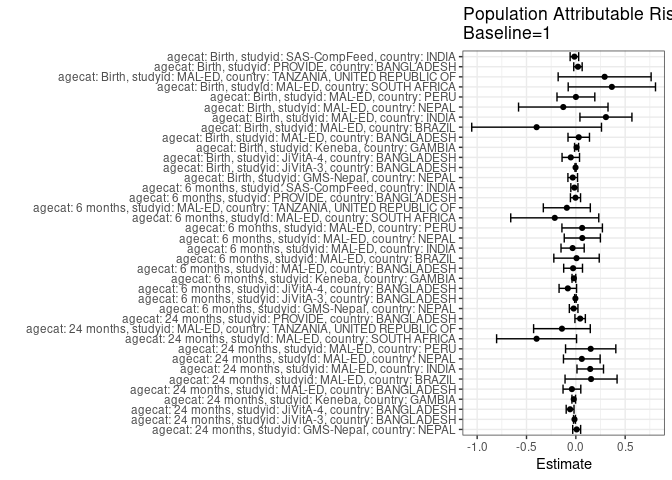 Population Attributable Ris
Baseline=1
agecat: Birth, studyid: SAS-CompFeed, country: INDIA
agecat: Birth, studyid: PROVIDE, country: BANGLADESH
agecat: Birth, studyid: MAL-ED, country: TANZANIA, UNITED REPUBLIC OF
agecat: Birth, studyid: MAL-ED, country: SOUTH AFRICA
agecat: Birth, studyid: MAL-ED, country: PERU
agecat: Birth, studyid: MAL-ED, country: NEPAL
agecat: Birth, studyid: MAL-ED, country: INDIA
agecat: Birth, studyid: MAL-ED, country: BRAZIL
agecat: Birth, studyid: MAL-ED, country: BANGLADESH
agecat: Birth, studyid: Keneba, country: GAMBIA
agecat: Birth, studyid: JiVitA-4, country: BANGLADESH
agecat: Birth, studyid: JiVitA-3, country: BANGLADESH
agecat: Birth, studyid: GMS-Nepal, country: NEPAL
agecat: 6 months, studyid: SAS-CompFeed, country: INDIA
agecat: 6 months, studyid: PROVIDE, country: BANGLADESH
agecat: 6 months, studyid: MAL-ED, country: TANZANIA, UNITED REPUBLIC OF
agecat: 6 months, studyid: MAL-ED, country: SOUTH AFRICA
agecat: 6 months, studyid: MAL-ED, country: PERU
agecat: 6 months, studyid: MAL-ED, country: NEPAL
agecat: 6 months, studyid: MAL-ED, country: INDIA
agecat: 6 months, studyid: MAL-ED, country: BRAZIL
agecat: 6 months, studyid: MAL-ED, country: BANGLADESH
agecat: 6 months, studyid: Keneba, country: GAMBIA
agecat: 6 months, studyid: JiVitA-4, country: BANGLADESH
agecat: 6 months, studyid: JiVitA-3, country: BANGLADESH
agecat: 6 months, studyid: GMS-Nepal, country: NEPAL
agecat: 24 months, studyid: PROVIDE, country: BANGLADESH
agecat: 24 months, studyid: MAL-ED, country: TANZANIA, UNITED REPUBLIC OF
agecat: 24 months, studyid: MAL-ED, country: SOUTH AFRICA
agecat: 24 months, studyid: MAL-ED, country: PERU
agecat: 24 months, studyid: MAL-ED, country: NEPAL
agecat: 24 months, studyid: MAL-ED, country: INDIA
agecat: 24 months, studyid: MAL-ED, country: BRAZIL
agecat: 24 months, studyid: MAL-ED, country: BANGLADESH
agecat: 24 months, studyid: Keneba, country: GAMBIA
agecat: 24 months, studyid: JiVitA-4, country: BANGLADESH
agecat: 24 months, studyid: JiVitA-3, country: BANGLADESH
agecat: 24 months, studyid: GMS-Nepal, country: NEPAL
-1.0 -0.5 0.0 0.5
Estimate